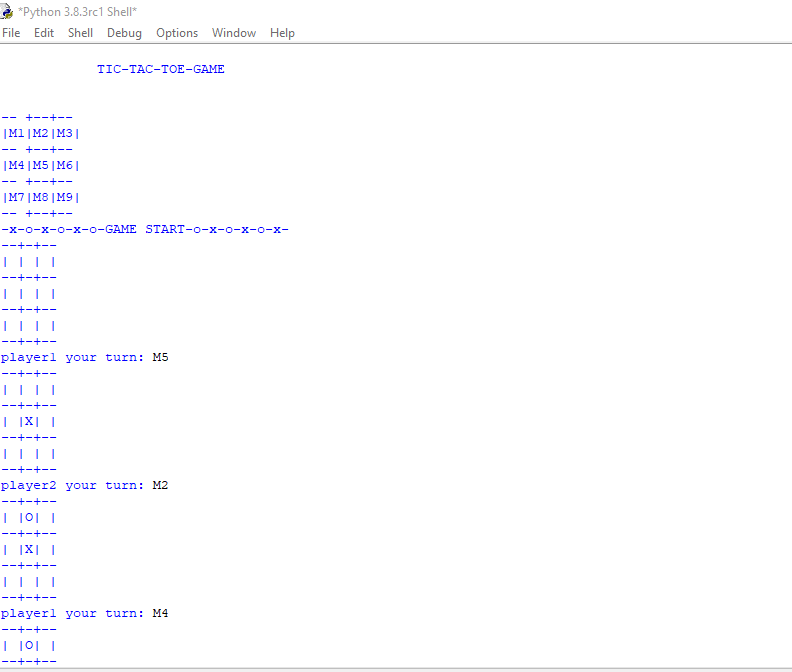 *Python 3.8.3rc1 Shell*
File Edit Shell Debug Options Window Help
TIC-TAC-TOE-GAME
-- +--+--
|M1|M2|M3|
-- +--+--
|M4|M5|M6|
-- +--+--
|M7|M8|M9|
-- +--+--
-x-o-x-o-x-o-GAME START-o-x-o-x-o-x-
--+-+--
| | | |
--+-+--
| | | |
--+-+--
| | | |
--+-+--
player1 your turn: M5
--+-+--
| | | |
--+-+--
| |X| |
--+-+--
| | | |
--+-+--
player2 your turn: M2
--+-+--
| |O| |
--+-+--
| |X| |
--+-+--
| | | |
--+-+--
player1 your turn: M4
--+-+--
| |O| |
--+-+--